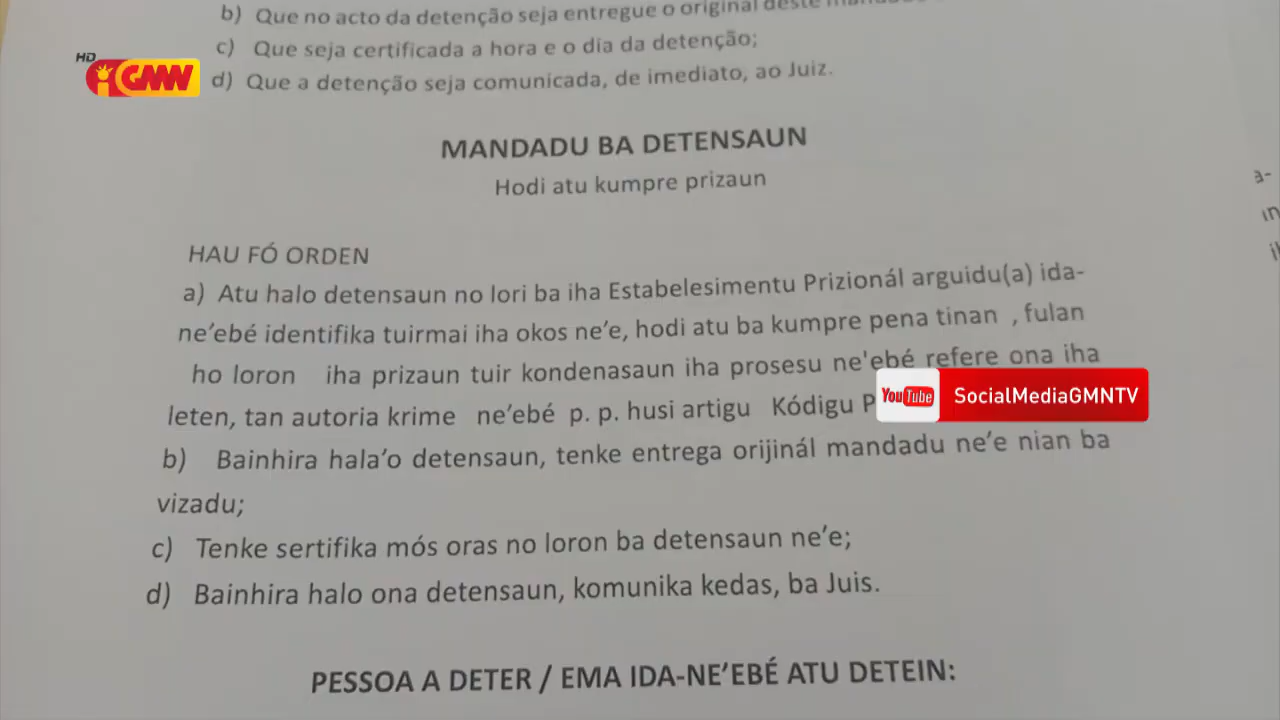 b) Que no acto da detenção seja entregue o original deste
c) Que seja certificada a hora e o dia da detenção;
HD
GMN
d) Que a detenção seja comunicada, de imediato, ao Juiz.
MANDADU BA DETENSAUN
Hodi atu kumpre prizaun
HAU FÓ ORDEN
a) Atu halo detensaun no lori ba iha Estabelesimentu Prizionál arguidu(a) ida-
ne’ebé identifika tuirmai iha okos ne’e, hodi atu ba kumpre pena tinan , fulan
ho loron iha prizaun tuir kondenasaun iha prosesu ne'ebé refere ona iha
leten, tan autoria krime ne’ebé p. p. husi artigu Kódigu P
YouTube SocialMediaGMNTV
b) Bainhira hala’o detensaun, tenke entrega orijinál mandadu ne’e nian ba
vizadu;
c) Tenke sertifika mós oras no loron ba detensaun ne’e;
d) Bainhira halo ona detensaun, komunika kedas, ba Juis.
PESSOA A DETER / EMA IDA-NE’EBÉ ATU DETEIN: